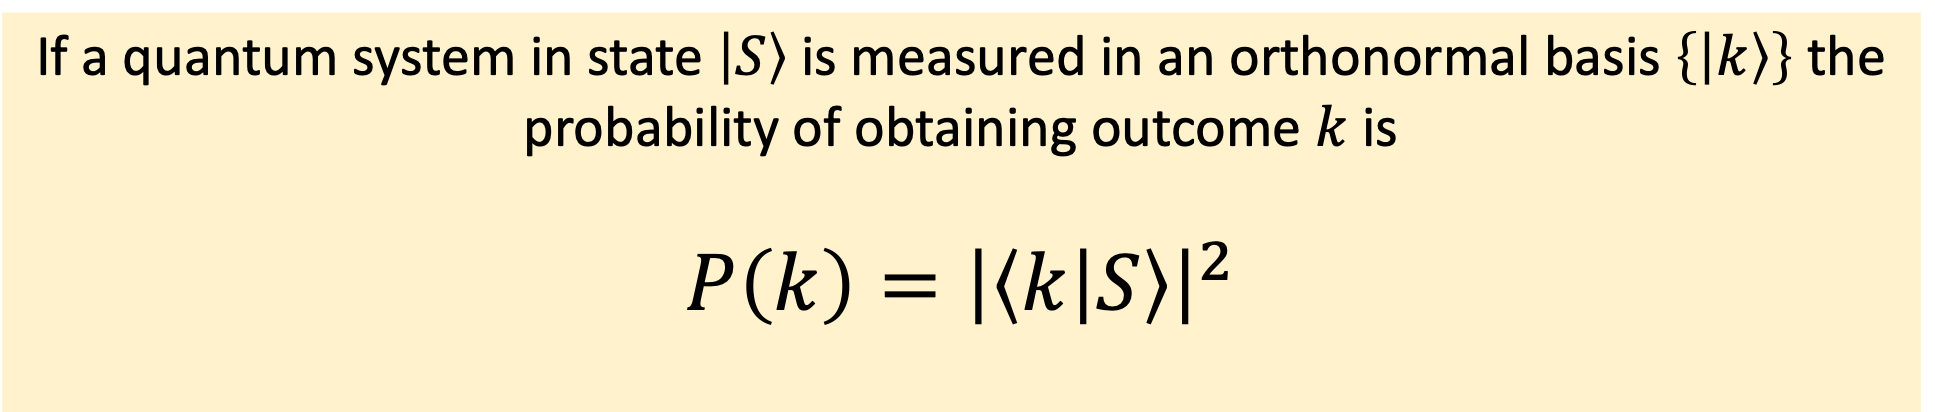 If a quantum system in state |𝑆⟩ is measured in an orthonormal basis {|𝑘⟩} the
probability of obtaining outcome 𝑘 is
𝑃(𝑘) = |⟨𝑘|𝑆⟩|²